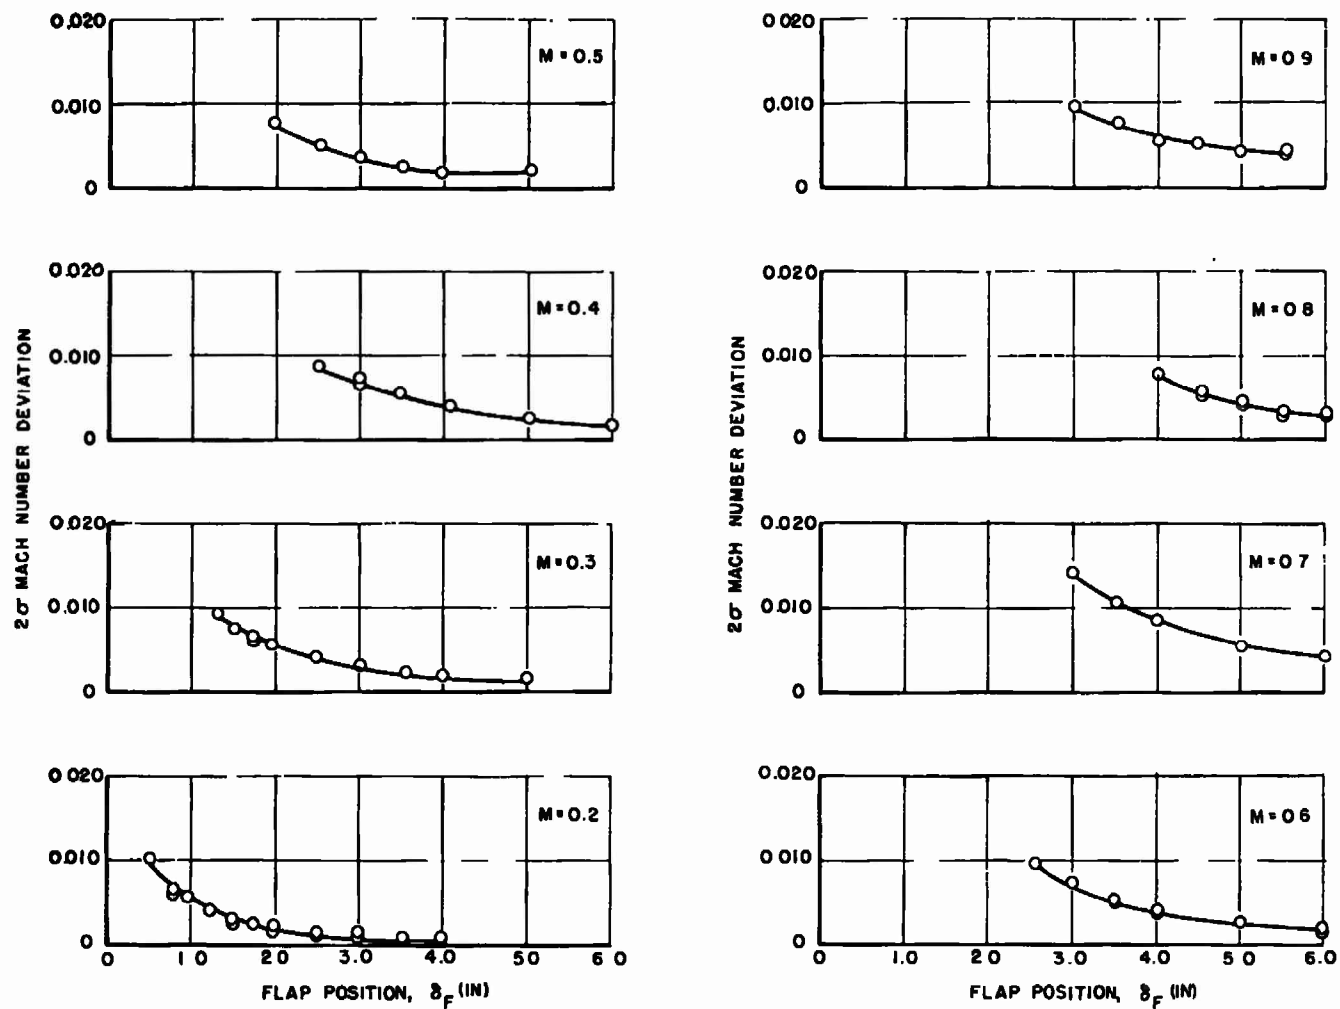 0.020
0.010
0
M = 0.5
0.020
0.010
0
M = 0.4
0.020
0.010
0
M = 0.3
0 020
0 010
0
M = 0.2
0 1 0 2 0 3.0 4.0 5 0 6 0
FLAP POSITION, δF (IN)
2σ MACH NUMBER DEVIATION
0.020
0.010
0
M = 0 9
0.020
0.010
0
M = 0 8
0.020
0 010
0
M = 0 7
0.020
0 010
0
M = 0 6
0 1.0 2 0 3.0 4.0 5.0 6.0
FLAP POSITION, δF (IN)
2σ MACH NUMBER DEVIATION